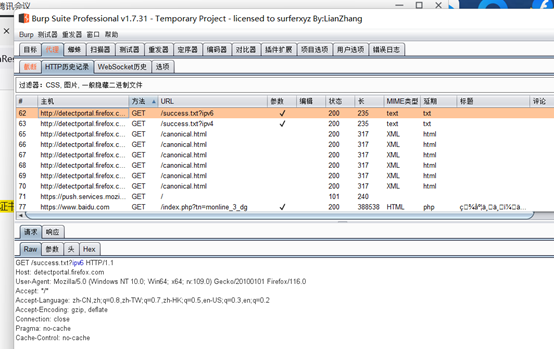 腾讯会议
Burp Suite Professional v1.7.31 - Temporary Project - licensed to surferxyz By:LianZhang
Burp 测试器 重发器 窗口 帮助
目标 代理 蜘蛛 扫描器 测试器 重发器 定序器 编码器 对比器 插件扩展 项目选项 用户选项 错误日志
截断 HTTP历史记录 WebSocket历史 选项
过滤器：CSS, 图片, 一般隐藏二进制文件
# 主机 方法 URL 参数 编辑 状态 长 MIME类型 延期 标题 评论
62 http://detectportal.firefox.c... GET /success.txt?ipv6 ✓ 200 235 text txt
63 http://detectportal.firefox.c... GET /success.txt?ipv4 ✓ 200 235 text txt
65 http://detectportal.firefox.c... GET /canonical.html 200 317 XML html
66 http://detectportal.firefox.c... GET /canonical.html 200 317 XML html
67 http://detectportal.firefox.c... GET /canonical.html 200 317 XML html
68 http://detectportal.firefox.c... GET /canonical.html 200 317 XML html
69 http://detectportal.firefox.c... GET /canonical.html 200 317 XML html
70 http://detectportal.firefox.c... GET /canonical.html 200 317 XML html
71 https://push.services.mozi... GET / 101 240
77 https://www.baidu.com GET /index.php?tn=monline_3_dg ✓ 200 388538 HTML php
请求 响应
Raw 参数 头 Hex
GET /success.txt?ipv6 HTTP/1.1
Host: detectportal.firefox.com
User-Agent: Mozilla/5.0 (Windows NT 10.0; Win64; x64; rv:109.0) Gecko/20100101 Firefox/116.0
Accept: */*
Accept-Language: zh-CN,zh;q=0.8,zh-TW;q=0.7,zh-HK;q=0.5,en-US;q=0.3,en;q=0.2
Accept-Encoding: gzip, deflate
Connection: close
Pragma: no-cache
Cache-Control: no-cache